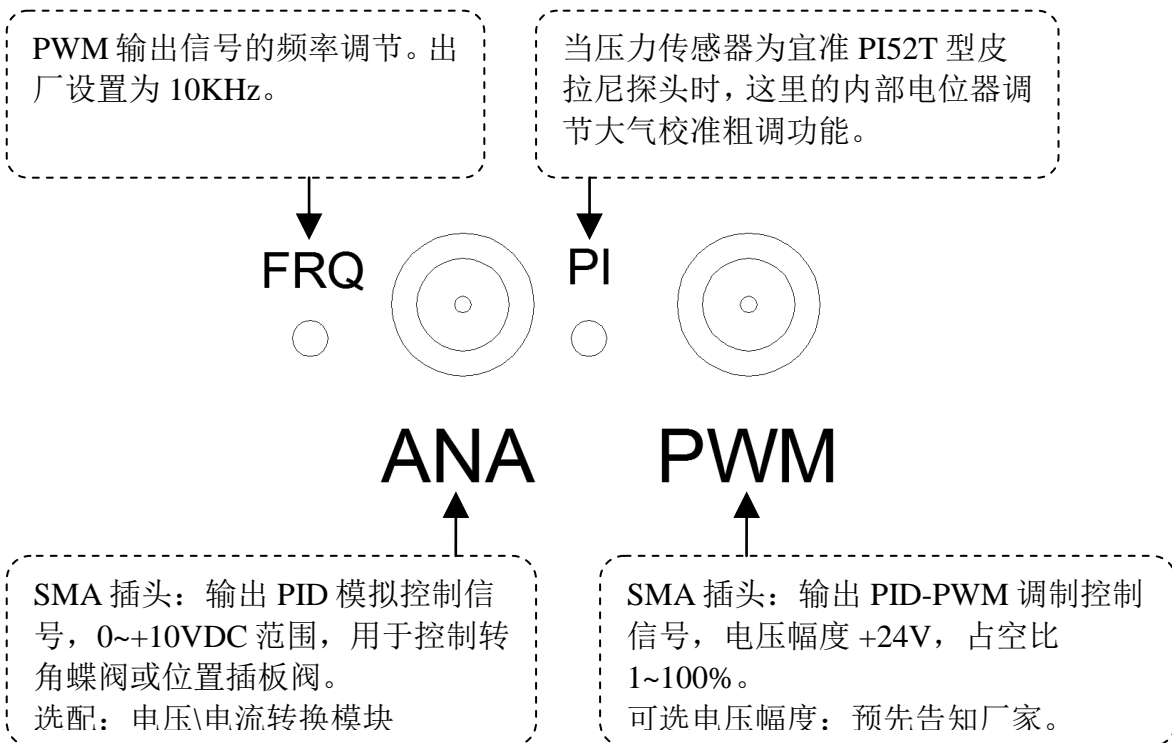 PWM 输出信号的频率调节。出
厂设置为 10KHz。
当压力传感器为宜准 PI52T 型皮
拉尼探头时，这里的内部电位器调
节大气校准粗调功能。
FRQ
PI
ANA
PWM
SMA 插头：输出 PID 模拟控制信
号，0~+10VDC 范围，用于控制转
角蝶阀或位置插板阀。
选配：电压\电流转换模块
SMA 插头：输出 PID-PWM 调制控制
信号，电压幅度 +24V，占空比
1~100%。
可选电压幅度：预先告知厂家。